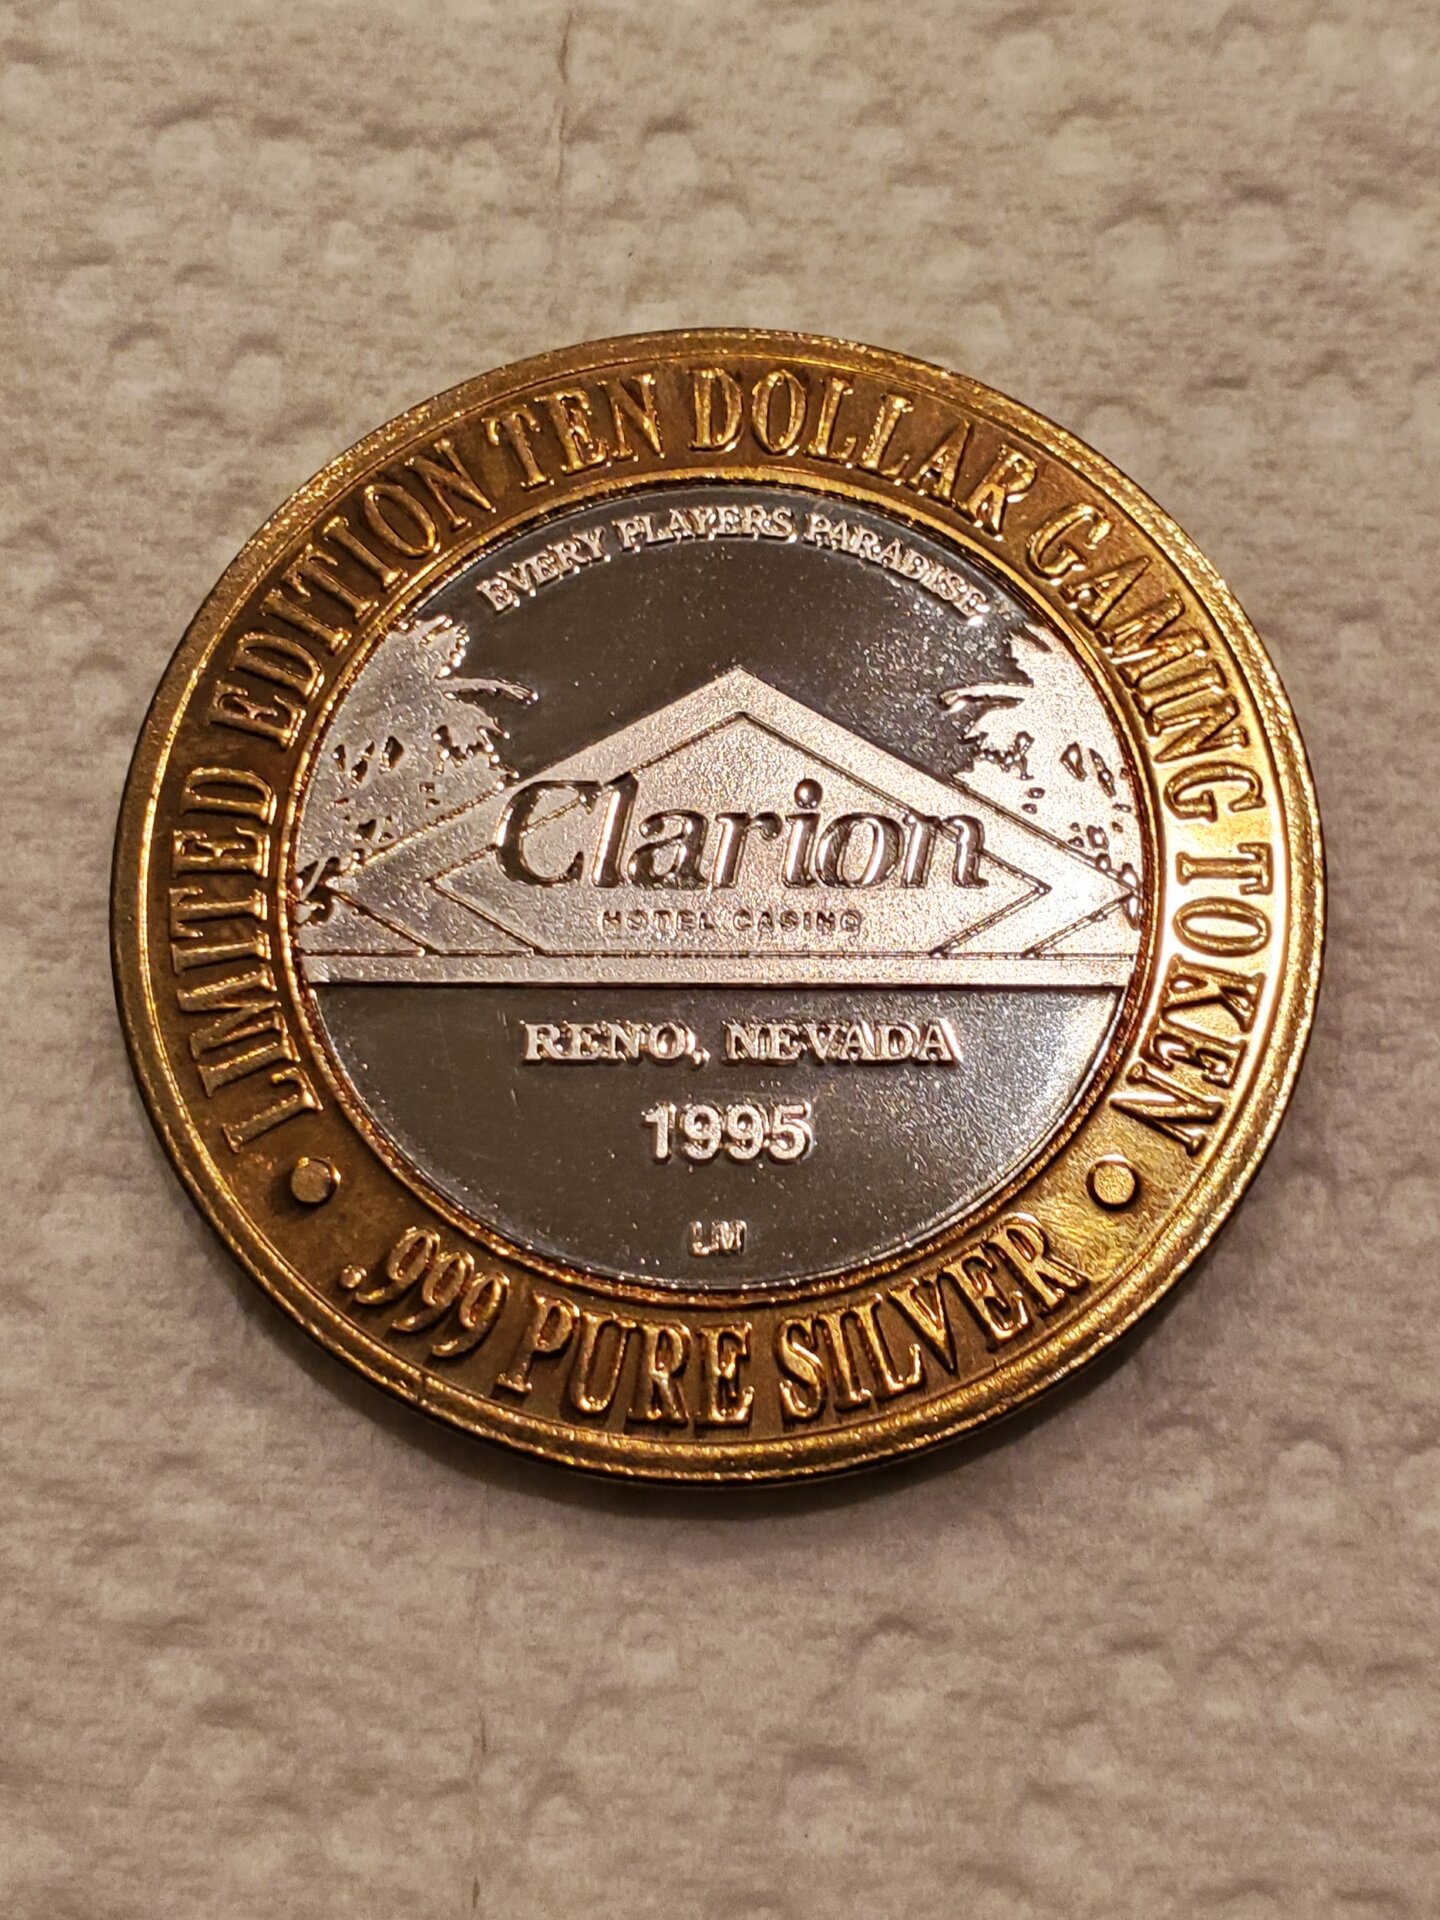 LIMITED EDITION TEN DOLLAR GAMING TOKEN
EVERY PLAYERS PARADISE
Clarion
HOTEL CASINO
RENO, NEVADA
1995
LM
.999 PURE SILVER